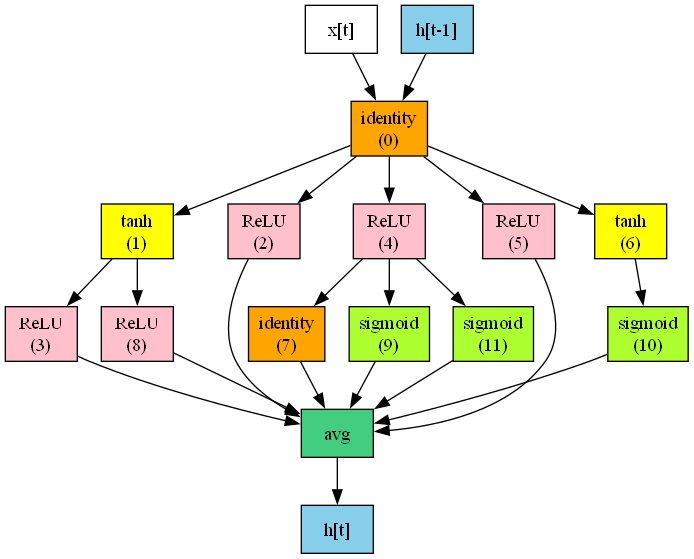 x[t]
h[t-1]
identity
(0)
tanh
(1)
ReLU
(2)
ReLU
(4)
ReLU
(5)
tanh
(6)
ReLU
(3)
ReLU
(8)
identity
(7)
sigmoid
(9)
sigmoid
(11)
sigmoid
(10)
avg
h[t]